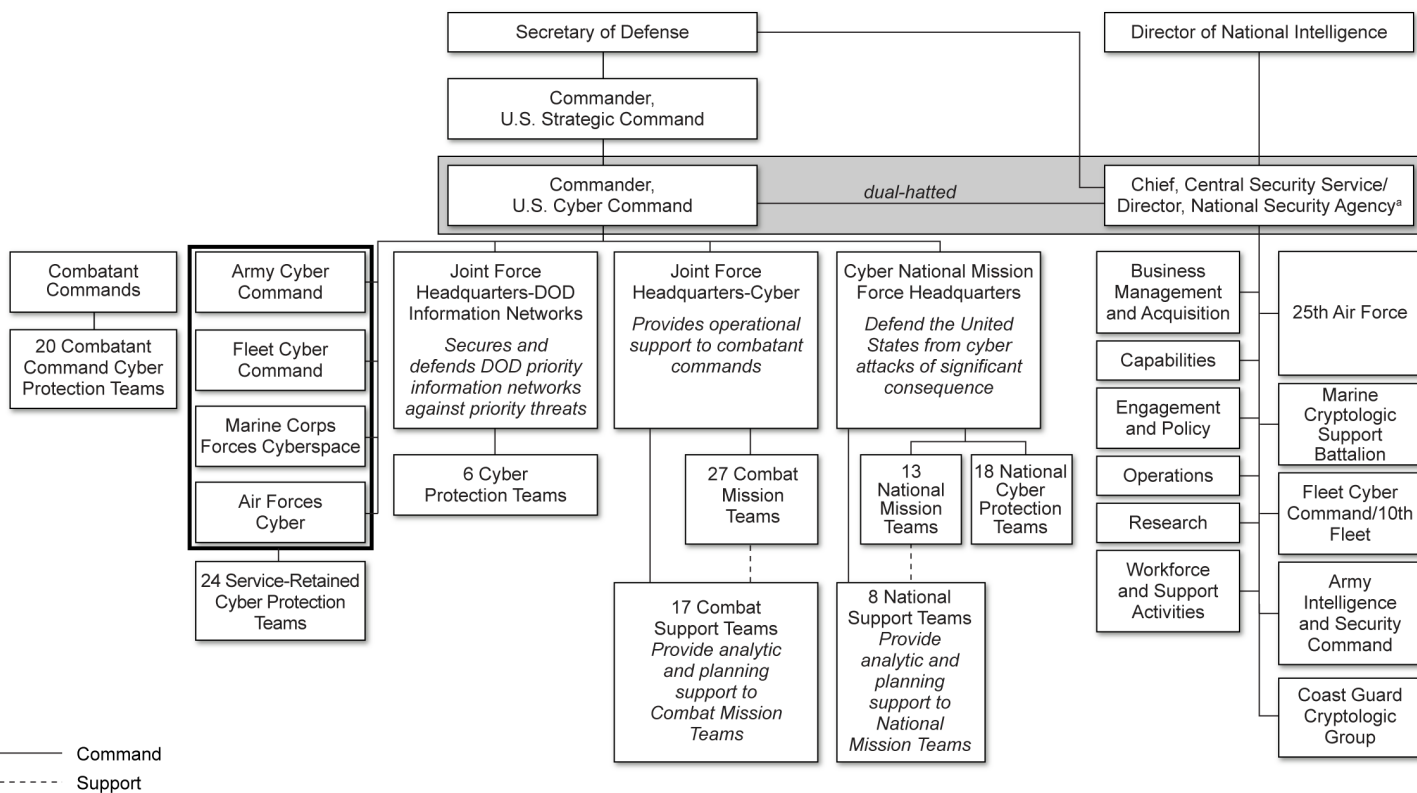 Secretary of Defense
Director of National Intelligence
Commander,
U.S. Strategic Command
Commander,
U.S. Cyber Command
dual-hatted
Chief, Central Security Service/
Director, National Security Agencyᵃ
Combatant
Commands
20 Combatant
Command Cyber
Protection Teams
Army Cyber
Command
Fleet Cyber
Command
Marine Corps
Forces Cyberspace
Air Forces
Cyber
24 Service-Retained
Cyber Protection
Teams
Joint Force
Headquarters-DOD
Information Networks
Secures and
defends DOD priority
information networks
against priority threats
6 Cyber
Protection Teams
Joint Force
Headquarters-Cyber
Provides operational
support to combatant
commands
27 Combat
Mission
Teams
17 Combat
Support Teams
Provide analytic
and planning
support to
Combat Mission
Teams
Cyber National Mission
Force Headquarters
Defend the United
States from cyber
attacks of significant
consequence
13
National
Mission
Teams
18 National
Cyber
Protection
Teams
8 National
Support Teams
Provide
analytic and
planning
support to
National
Mission Teams
Business
Management
and Acquisition
Capabilities
Engagement
and Policy
Operations
Research
Workforce
and Support
Activities
25th Air Force
Marine
Cryptologic
Support
Battalion
Fleet Cyber
Command/10th
Fleet
Army
Intelligence
and Security
Command
Coast Guard
Cryptologic
Group
Command
Support